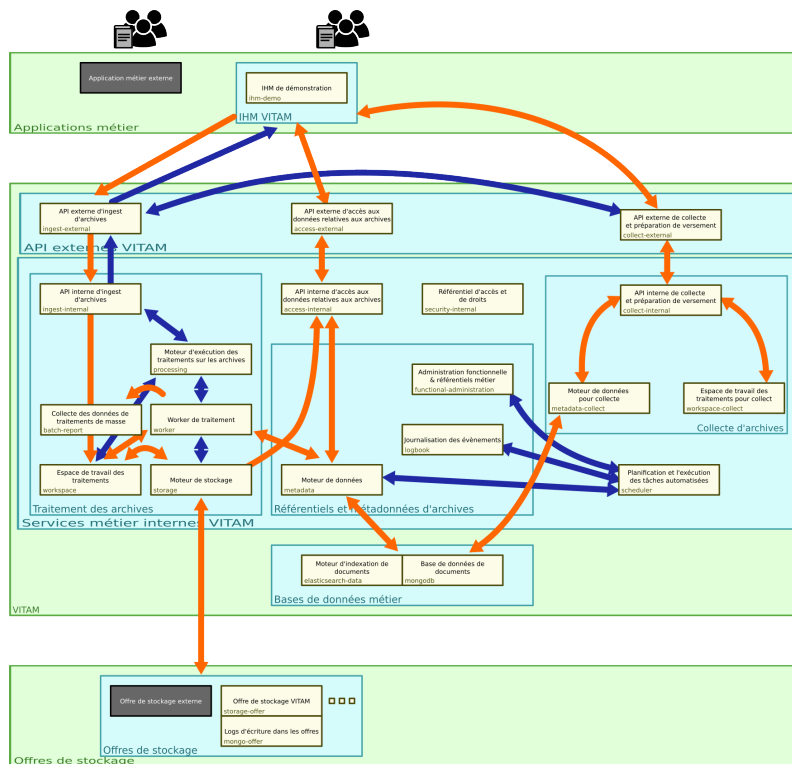 Application métier externe
IHM de démonstration
ihm-demo
IHM VITAM
Applications métier
API externe d'ingest
d'archives
ingest-external
API externe d'accès aux
données relatives aux archives
access-external
API externe de collecte
et préparation de versement
collect-external
API externes VITAM
API interne d'ingest
d'archives
ingest-internal
API interne d'accès aux
données relatives aux archives
access-internal
Référentiel d'accès et
de droits
security-internal
API interne de collecte
et préparation de versement
collect-internal
Moteur d'exécution des
traitements sur les archives
processing
Administration fonctionnelle
& référentiels métier
functional-administration
Moteur de données
pour collecte
metadata-collect
Espace de travail des
traitements pour collect
workspace-collect
Collecte d'archives
Collecte des données de
traitements de masse
batch-report
Worker de traitement
worker
Journalisation des évènements
logbook
Espace de travail des
traitements
workspace
Moteur de stockage
storage
Moteur de données
metadata
Planification et l'exécution
des tâches automatisées
scheduler
Traitement des archives
Référentiels et métadonnées d'archives
Services métier internes VITAM
Moteur d'indexation de
documents
elasticsearch-data
Base de données de
documents
mongodb
Bases de données métier
VITAM
Offre de stockage externe
Offre de stockage VITAM
storage-offer
Logs d'écriture dans les offres
mongo-offer
Offres de stockage
Offres de stockage